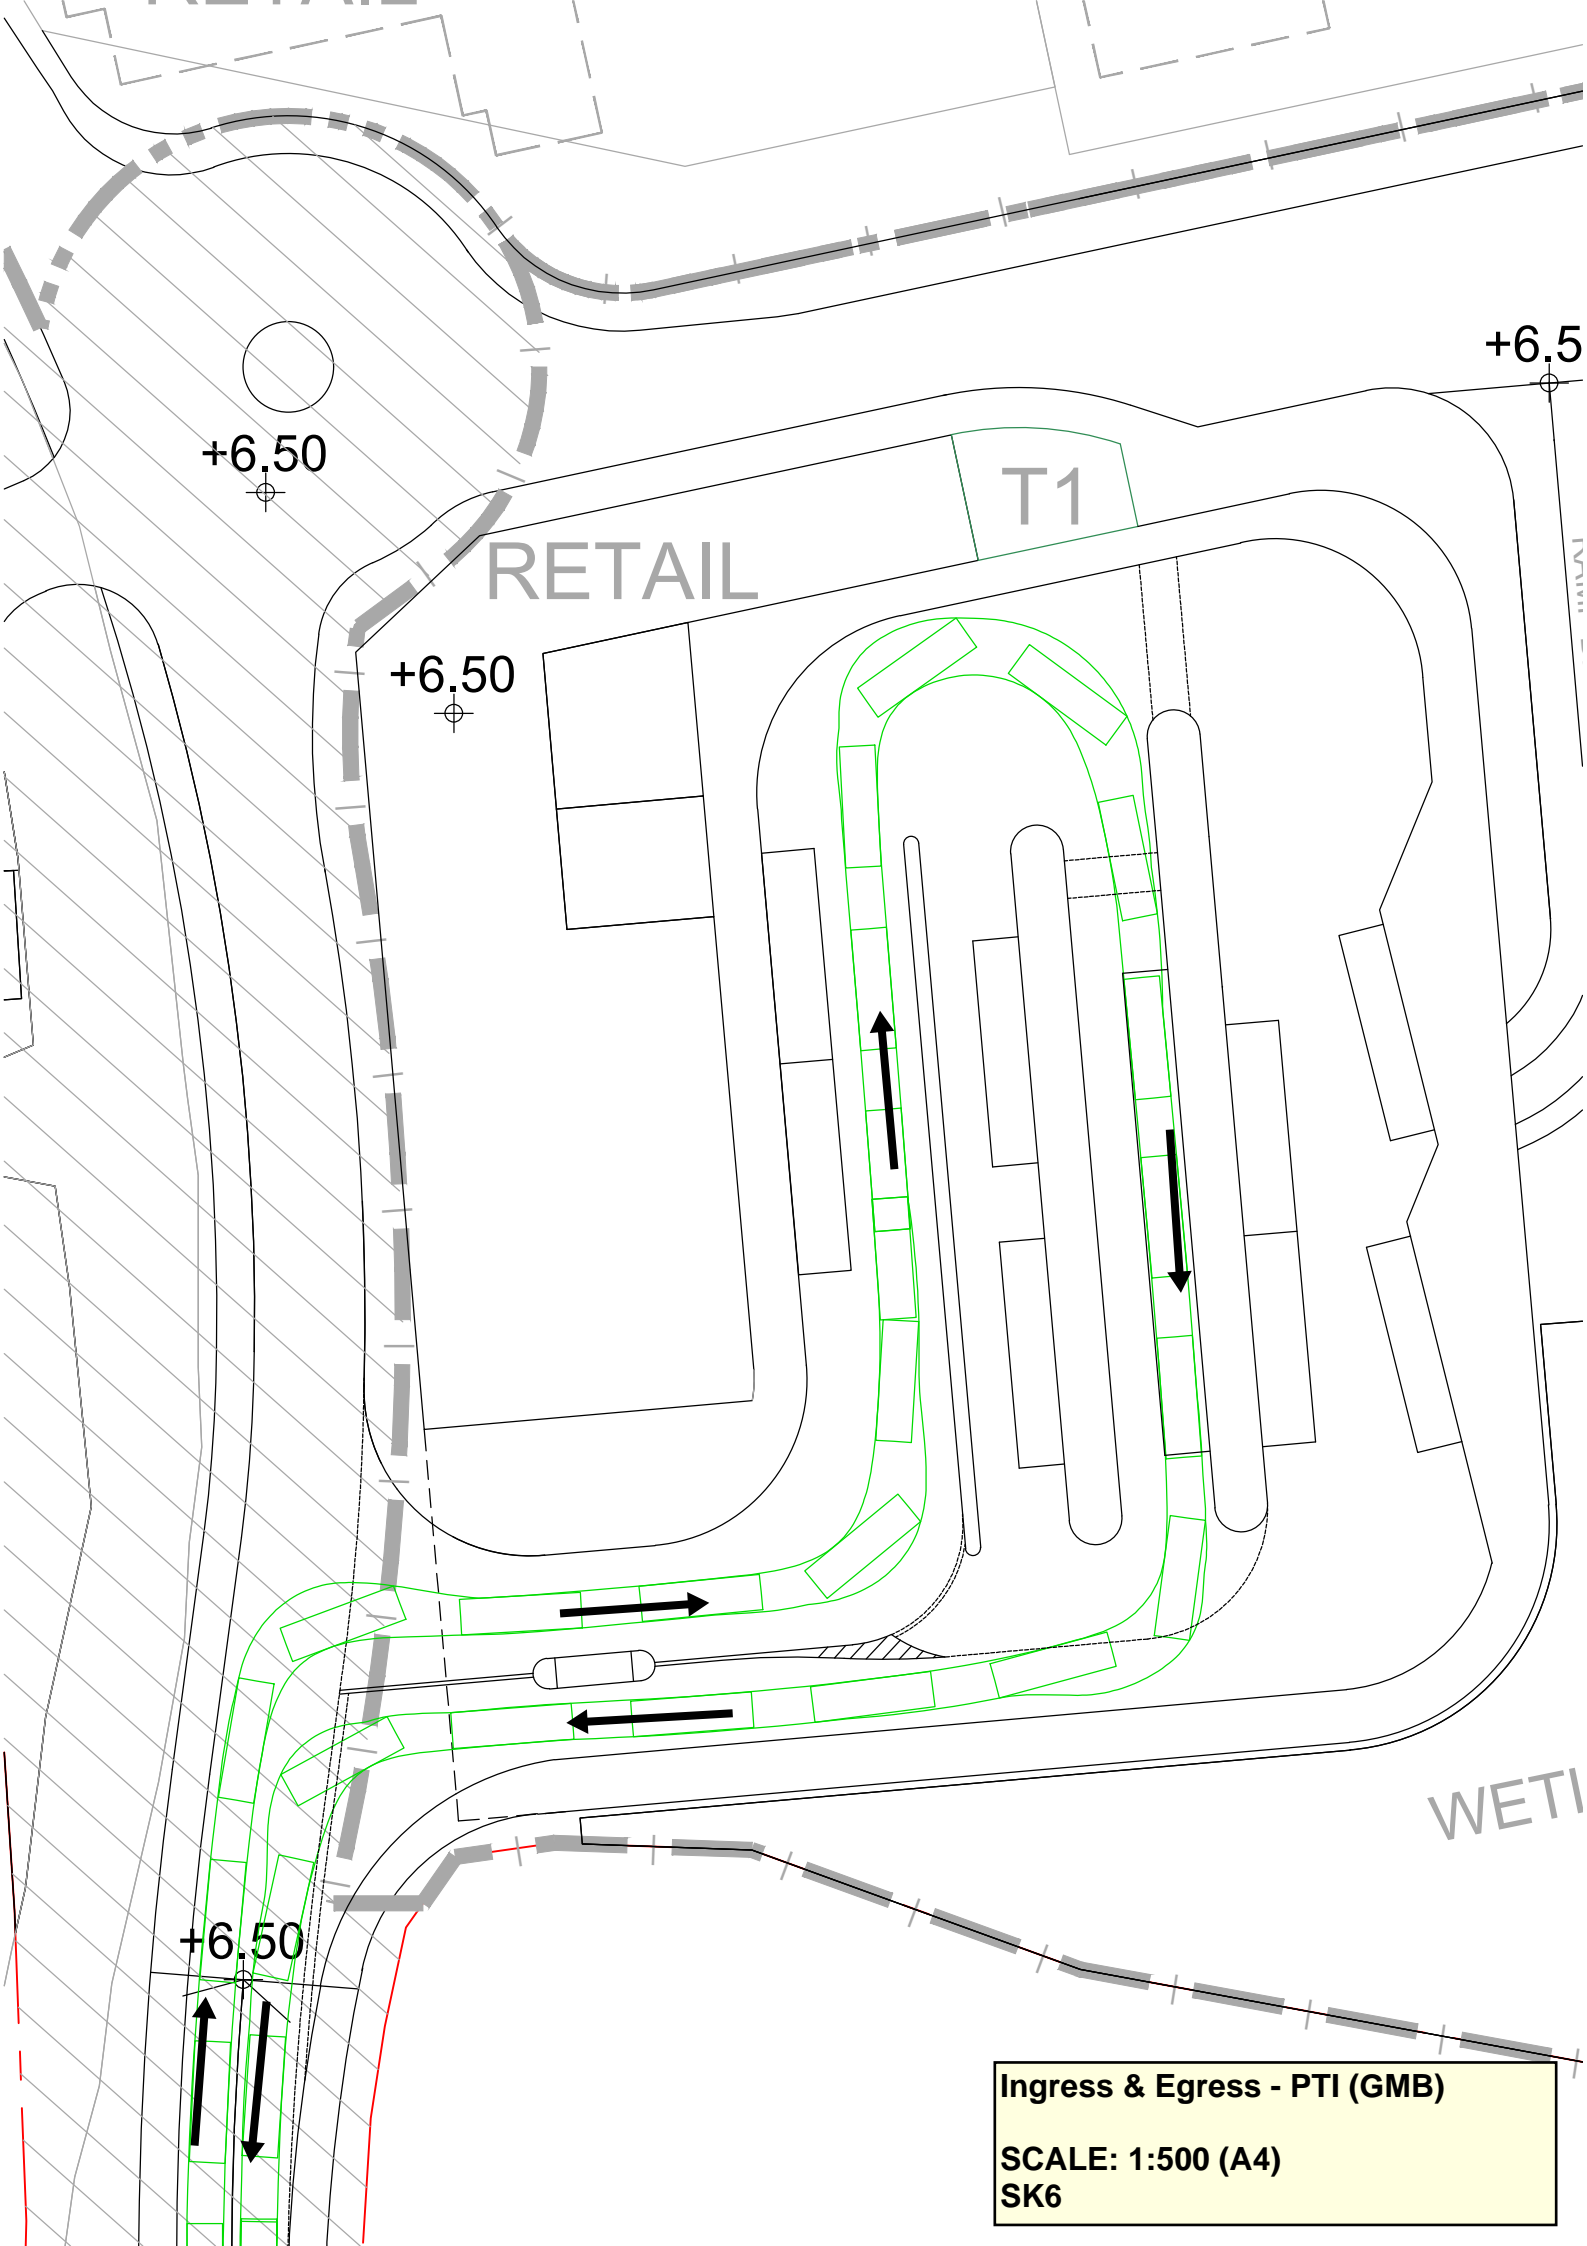 RETAIL
+6.5
+6.50
T1
RETAIL
+6.50
+6.50
Ingress & Egress - PTI (GMB)
SCALE: 1:500 (A4)
SK6